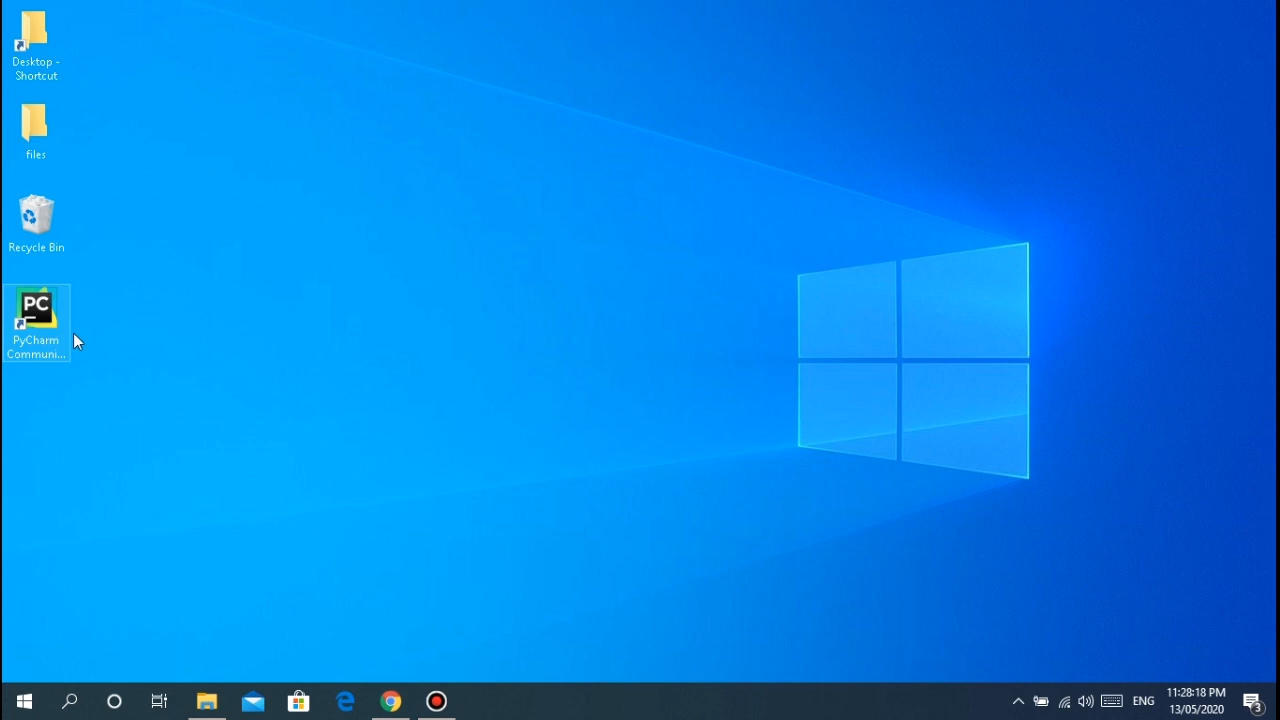 Desktop -
Shortcut
files
Recycle Bin
PC
PyCharm
Communi...
ENG
11:28:18 PM
13/05/2020
3